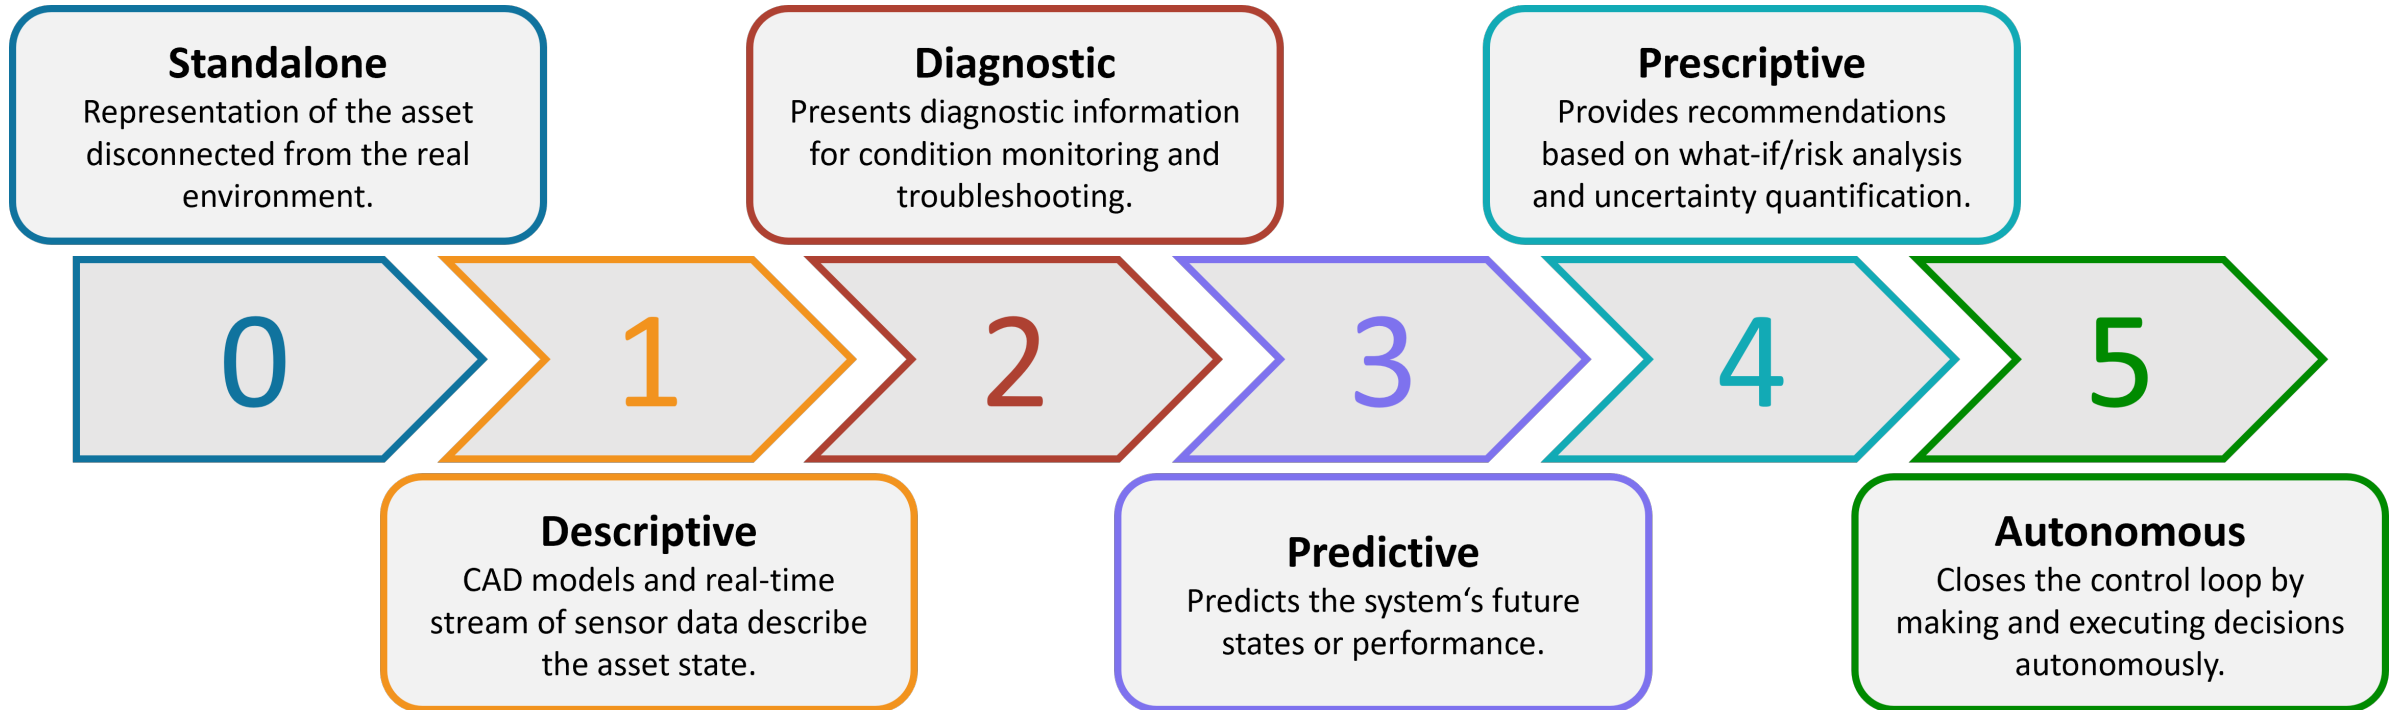 Standalone
Representation of the asset
disconnected from the real
environment.
Diagnostic
Presents diagnostic information
for condition monitoring and
troubleshooting.
Prescriptive
Provides recommendations
based on what-if/risk analysis
and uncertainty quantification.
0
1
2
3
4
5
Descriptive
CAD models and real-time
stream of sensor data describe
the asset state.
Predictive
Predicts the system‘s future
states or performance.
Autonomous
Closes the control loop by
making and executing decisions
autonomously.